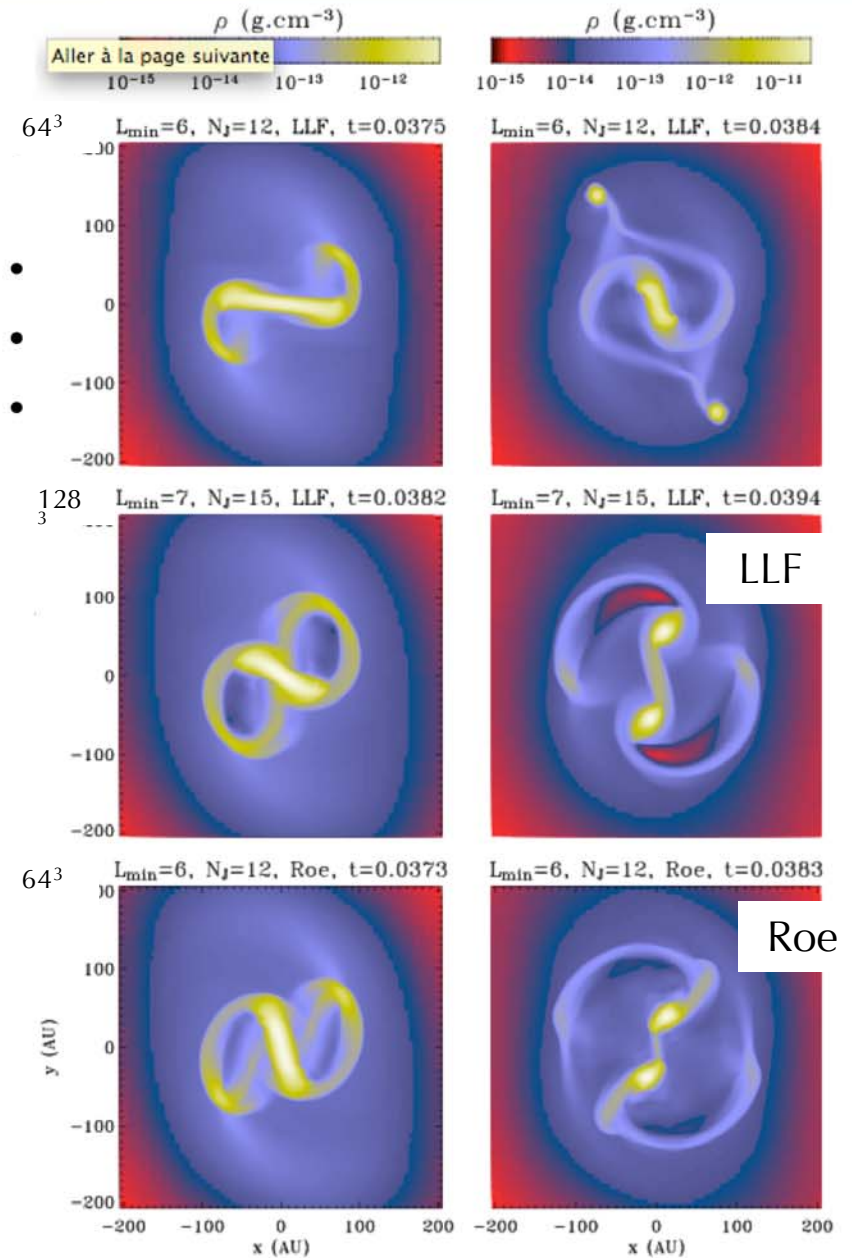 ρ (g.cm⁻³) ρ (g.cm⁻³)
Aller à la page suivante
10⁻¹⁵ 10⁻¹⁴ 10⁻¹³ 10⁻¹² 10⁻¹⁵ 10⁻¹⁴ 10⁻¹³ 10⁻¹² 10⁻¹¹
64³ L_min=6, N_J=12, LLF, t=0.0375 L_min=6, N_J=12, LLF, t=0.0384
100
0
−100
−200
128³ L_min=7, N_J=15, LLF, t=0.0382 L_min=7, N_J=15, LLF, t=0.0394
LLF
100
0
−100
−200
64³ L_min=6, N_J=12, Roe, t=0.0373 L_min=6, N_J=12, Roe, t=0.0383
Roe
100
0
−100
−200
y (AU)
−200 −100 0 100 200 −200 −100 0 100 200
x (AU) x (AU)